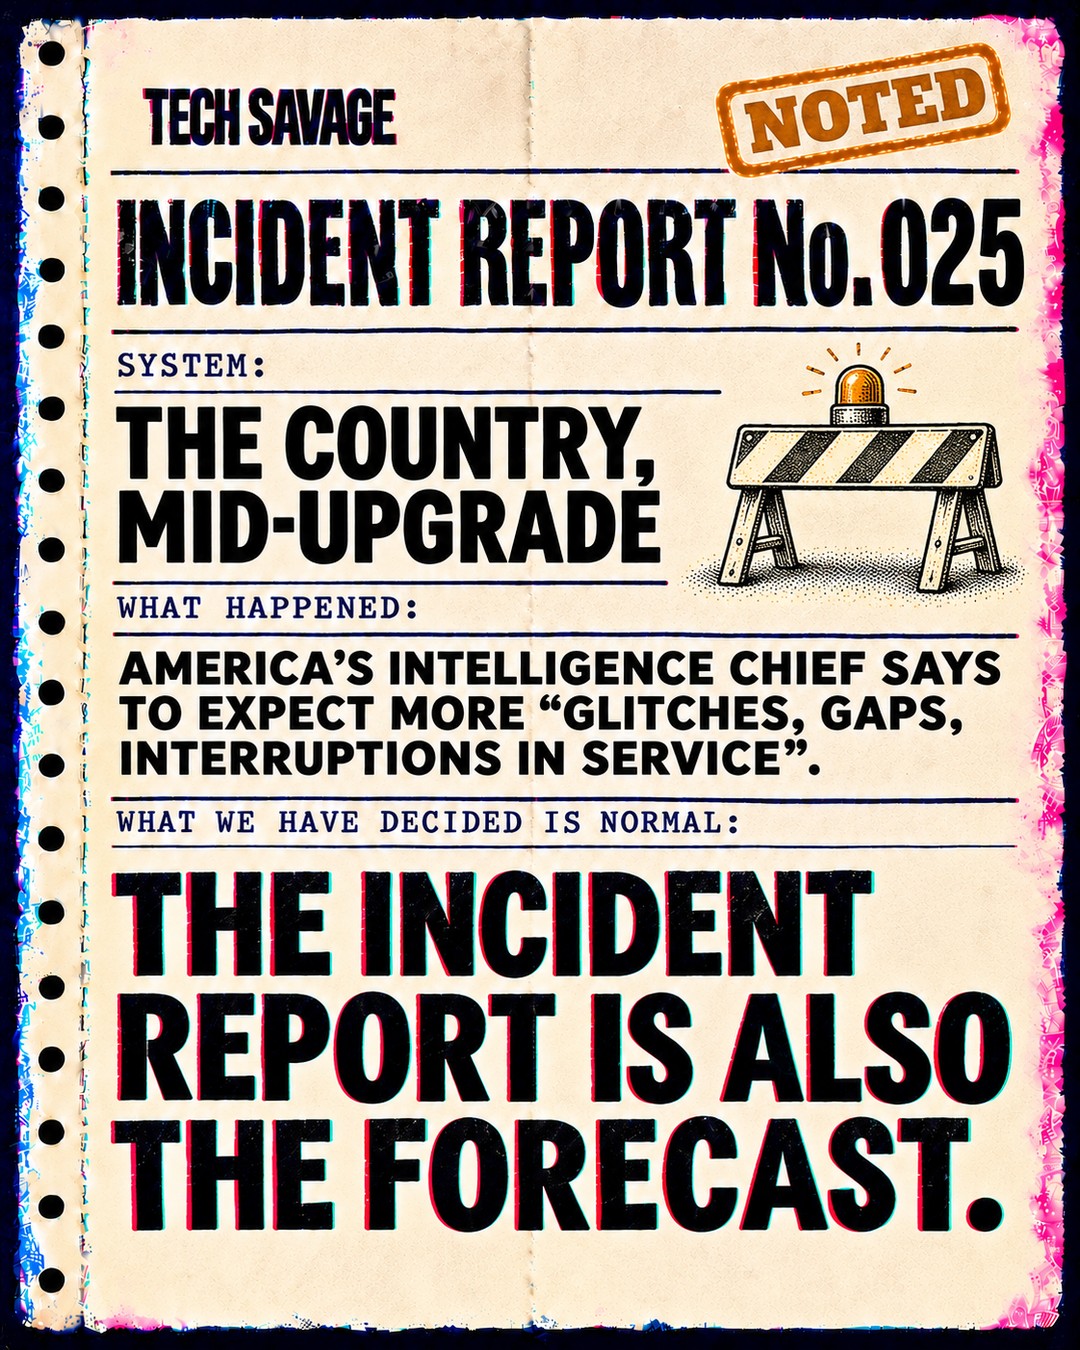 TECH SAVAGE
NOTED
INCIDENT REPORT No. 025
SYSTEM:
THE COUNTRY,
MID-UPGRADE
WHAT HAPPENED:
AMERICA’S INTELLIGENCE CHIEF SAYS
TO EXPECT MORE “GLITCHES, GAPS,
INTERRUPTIONS IN SERVICE”.
WHAT WE HAVE DECIDED IS NORMAL:
THE INCIDENT
REPORT IS ALSO
THE FORECAST.